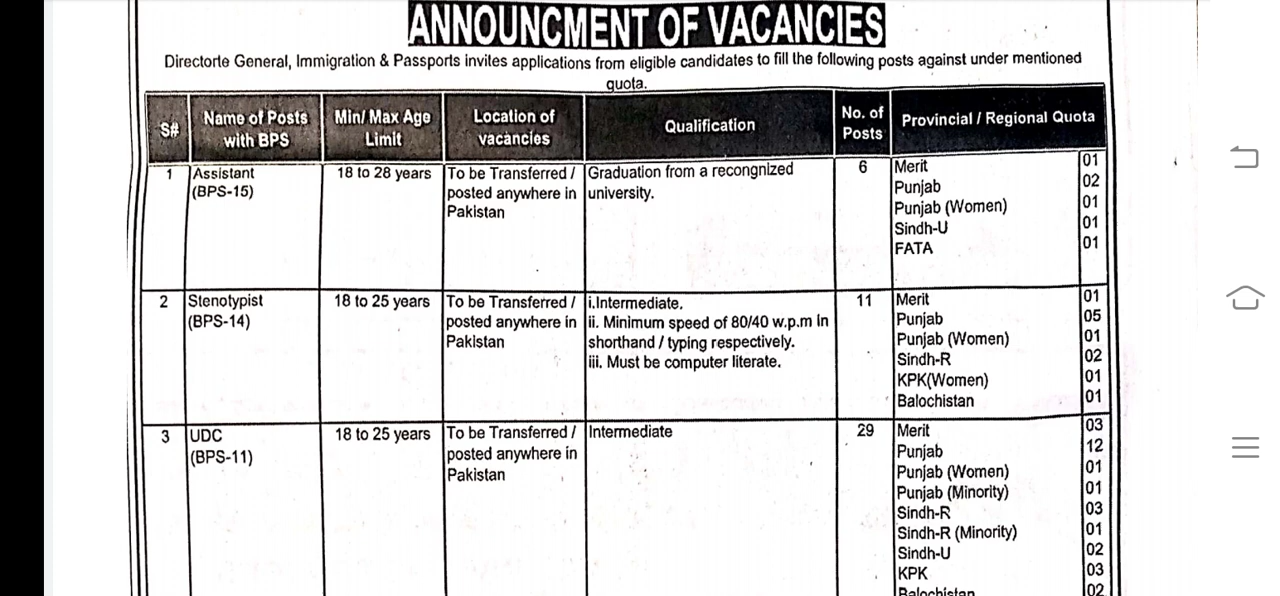 ANNOUNCMENT OF VACANCIES
Directorte General, Immigration & Passports invites applications from eligible candidates to fill the following posts against under mentioned
quota.
S# Name of Posts with BPS Min/ Max Age Limit Location of vacancies Qualification No. of Posts Provincial / Regional Quota
1 Assistant 18 to 28 years To be Transferred / Graduation from a recongnized 6 Merit 01
(BPS-15) posted anywhere in university. Punjab 02
Pakistan Punjab (Women) 01
Sindh-U 01
FATA 01
2 Stenotypist 18 to 25 years To be Transferred / i.Intermediate. 11 Merit 01
(BPS-14) posted anywhere in ii. Minimum speed of 80/40 w.p.m in Punjab 05
Pakistan shorthand / typing respectively. Punjab (Women) 01
iii. Must be computer literate. Sindh-R 02
KPK(Women) 01
Balochistan 01
3 UDC 18 to 25 years To be Transferred / Intermediate 29 Merit 03
(BPS-11) posted anywhere in Punjab 12
Pakistan Punjab (Women) 01
Punjab (Minority) 01
Sindh-R 03
Sindh-R (Minority) 01
Sindh-U 02
KPK 03
Balochistan 02